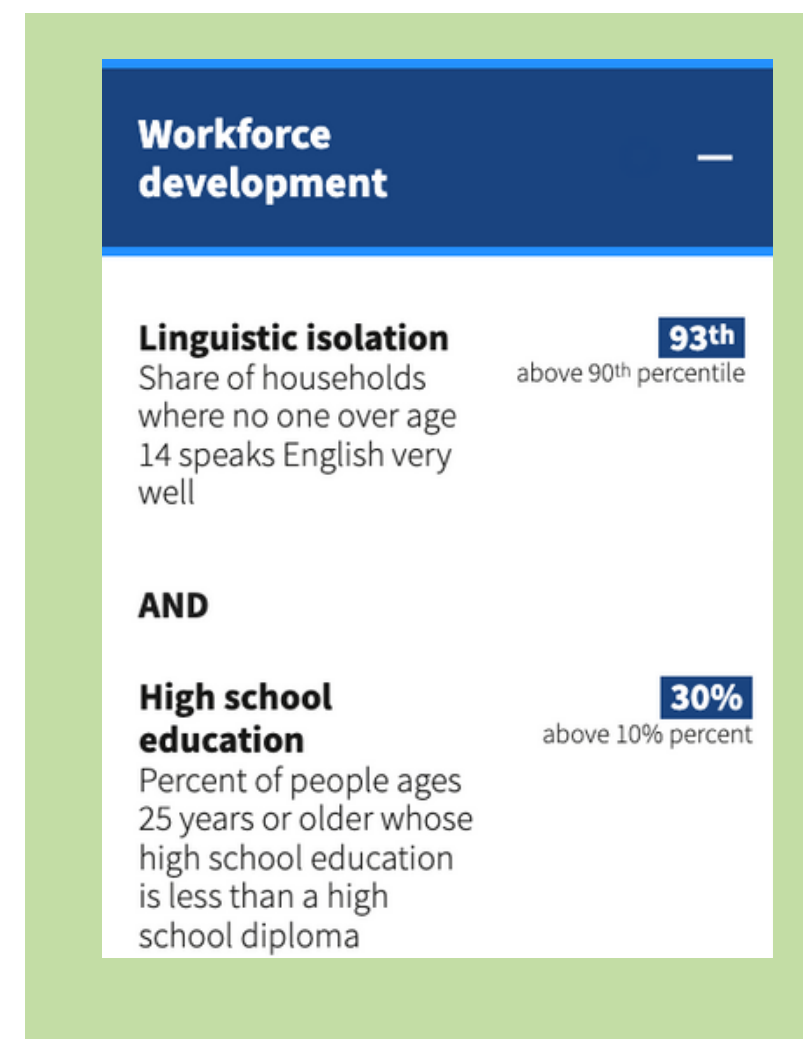 Workforce
development
Linguistic isolation
93th
Share of households
above 90th percentile
where no one over age
14 speaks English very
well
AND
High school
30%
education
above 10% percent
Percent of people ages
25 years or older whose
high school education
is less than a high
school diploma